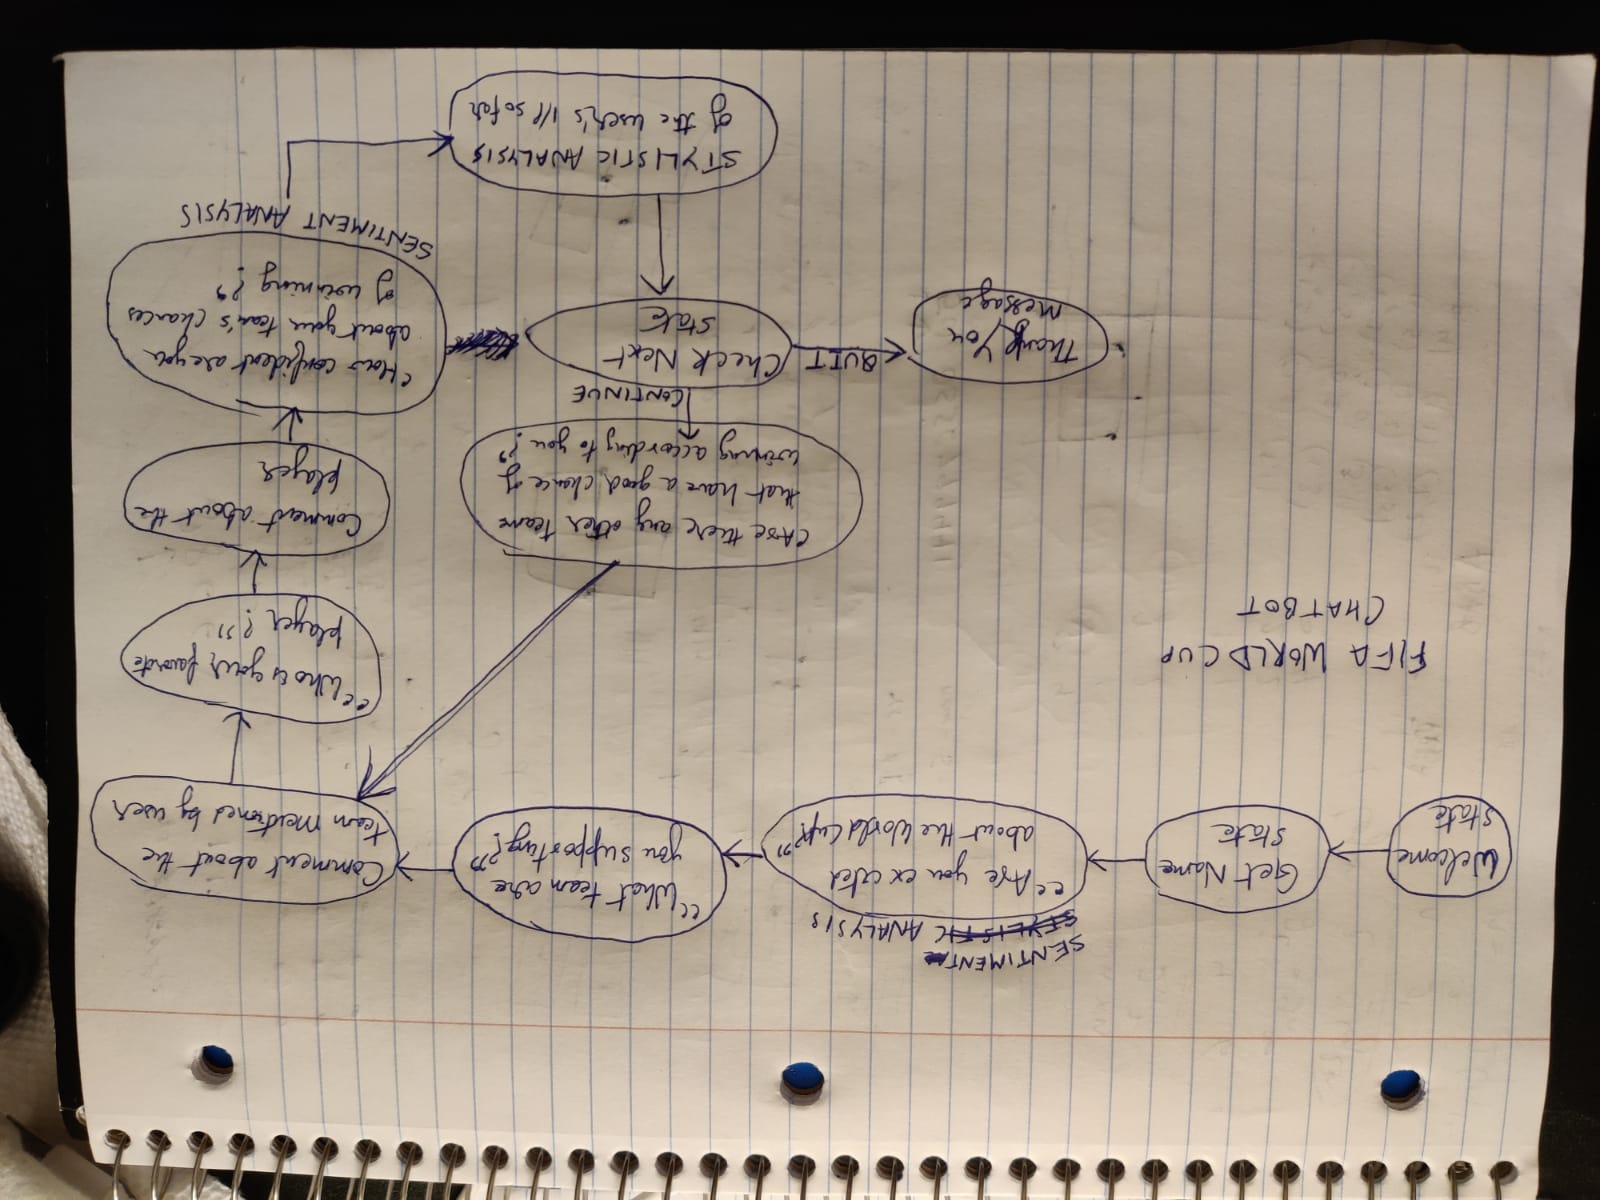 SENTIMENT
STYLISTIC ANALYSIS
Welcome
state
Get Name
state
"Are you excited
about the World Cup?"
"What team are
you supporting?"
Comment about the
team mentioned by user
"Who is your favorite
player?"
Comment about the
player
"How confident are you
about your team's chances
of winning?"
SENTIMENT ANALYSIS
STYLISTIC ANALYSIS
of the user's I/P so far
Check Next
state
CONTINUE
"Are there any other teams
that have a good chance of
winning according to you?"
QUIT
Thank You
Message
FIFA WORLD CUP
CHATBOT